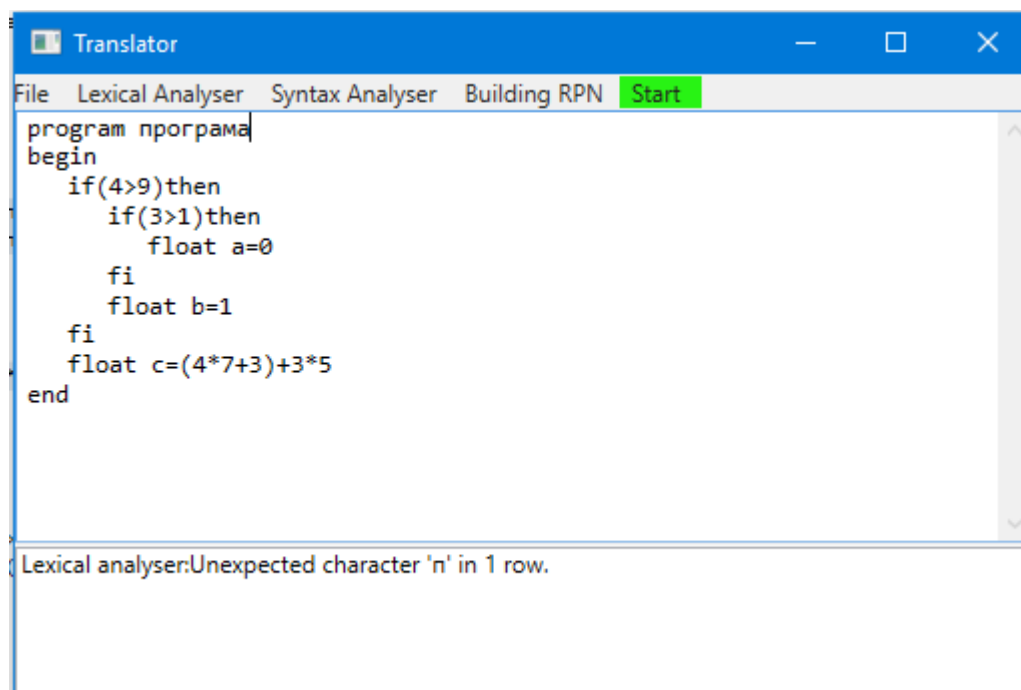 Translator
File Lexical Analyser Syntax Analyser Building RPN Start
program програма
begin
if(4>9)then
if(3>1)then
float a=0
fi
float b=1
fi
float c=(4*7+3)+3*5
end
Lexical analyser:Unexpected character 'п' in 1 row.